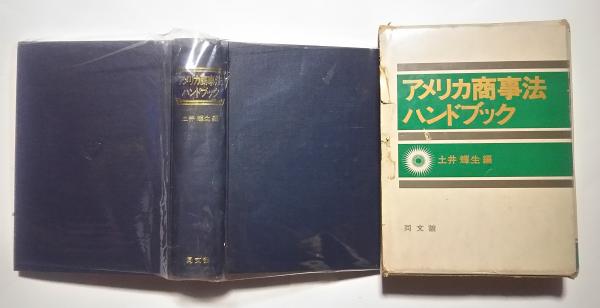 アメリカ商事法
ハンドブック
土井輝生編
同文舘
アメリカ商事法
ハンドブック
土井輝生編
同文舘